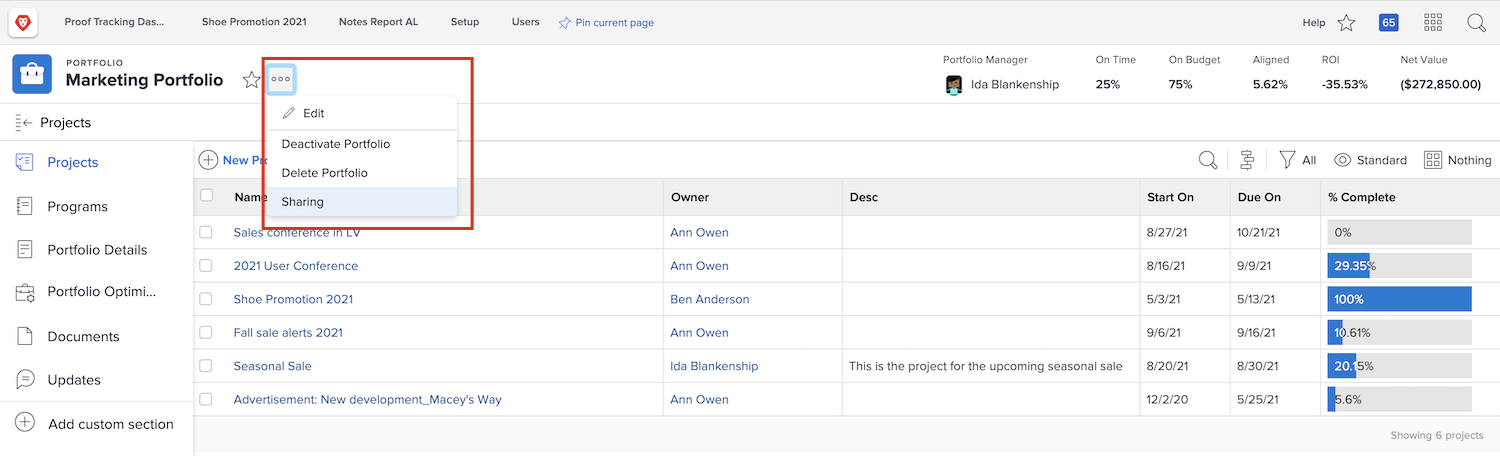 Proof Tracking Das... Shoe Promotion 2021 Notes Report AL Setup Users Pin current page Help 65
PORTFOLIO
Marketing Portfolio
Portfolio Manager On Time On Budget Aligned ROI Net Value
Ida Blankenship 25% 75% 5.62% -35.53% ($272,850.00)
Edit
Deactivate Portfolio
Delete Portfolio
Sharing
Projects
Projects
Programs
Portfolio Details
Portfolio Optimi...
Documents
Updates
Add custom section
New Pro All Standard Nothing
Name Owner Desc Start On Due On % Complete
Sales conference in LV Ann Owen 8/27/21 10/21/21 0%
2021 User Conference Ann Owen 8/16/21 9/9/21 29.35%
Shoe Promotion 2021 Ben Anderson 5/3/21 5/13/21 100%
Fall sale alerts 2021 Ann Owen 9/6/21 9/16/21 10.61%
Seasonal Sale Ida Blankenship This is the project for the upcoming seasonal sale 8/20/21 8/30/21 20.15%
Advertisement: New development_Macey's Way Ann Owen 12/2/20 5/25/21 5.6%
Showing 6 projects